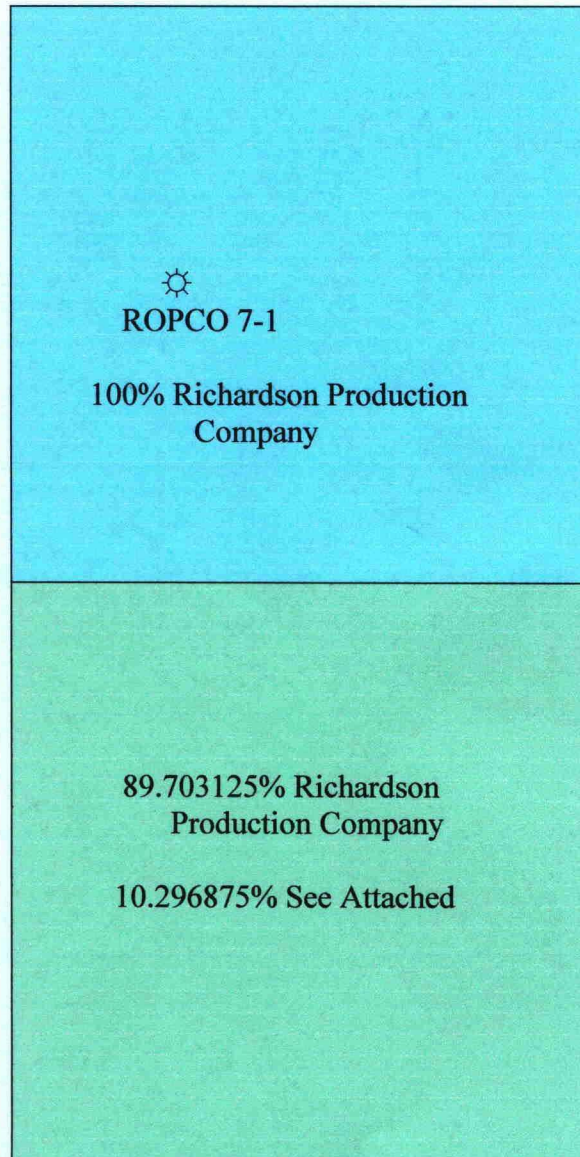 ROPCO 7-1
100% Richardson Production
Company
89.703125% Richardson
Production Company
10.296875% See Attached